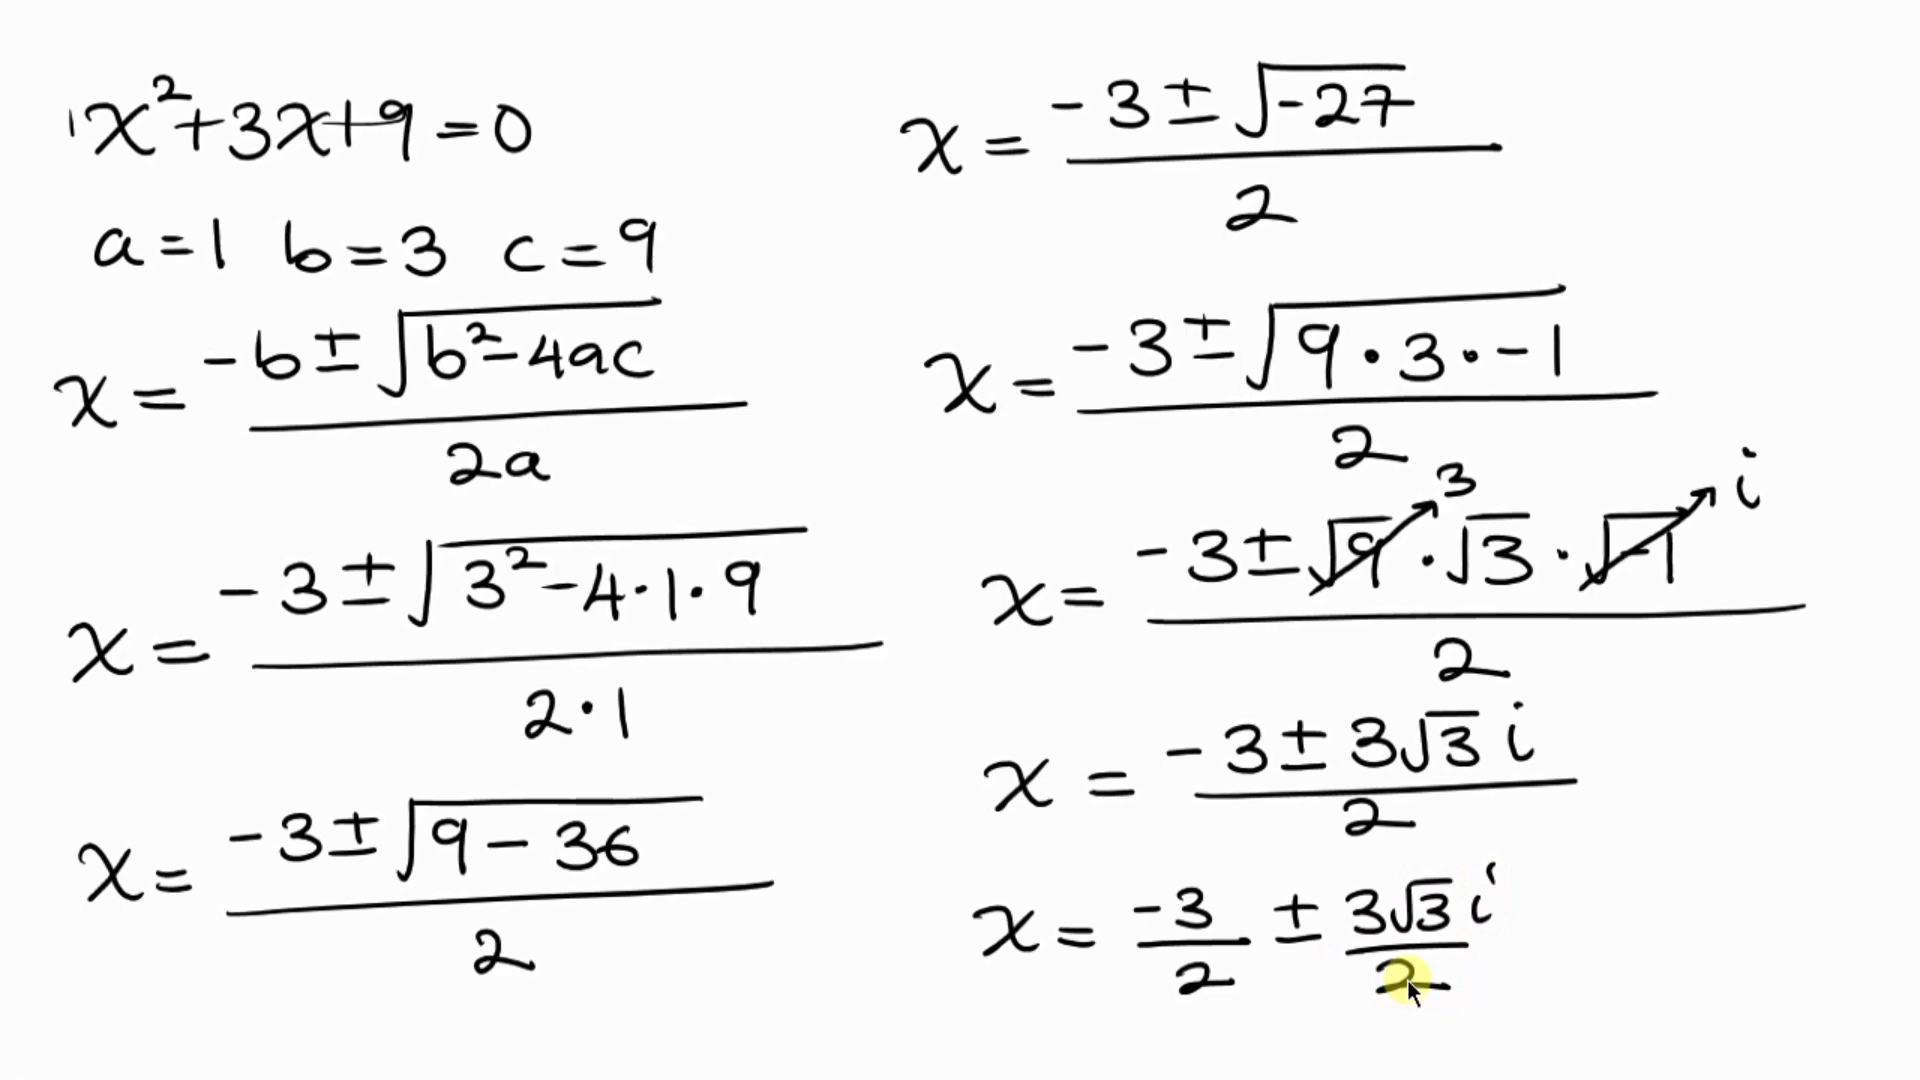 1x²+3x+9=0
a=1 b=3 c=9
x = (-b ± √(b²-4ac)) / 2a
x = (-3 ± √(3²-4·1·9)) / 2·1
x = (-3 ± √(9-36)) / 2
x = (-3 ± √(-27)) / 2
x = (-3 ± √(9·3·-1)) / 2
3 i
x = (-3 ± √9·√3·√-1) / 2
x = (-3 ± 3√3 i) / 2
x = -3/2 ± 3√3/2 i